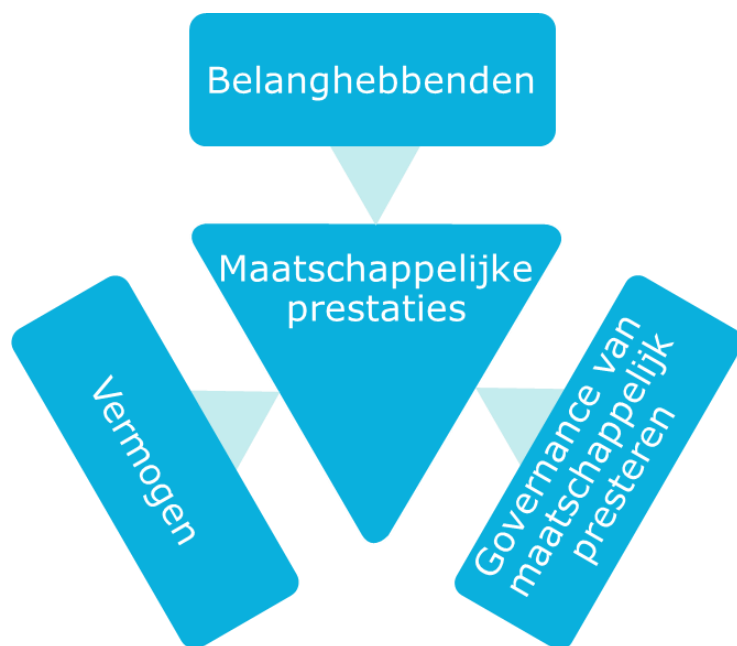 Belanghebbenden
Maatschappelijke
prestaties
Vermogen
Governance van
maatschappelijk
presteren